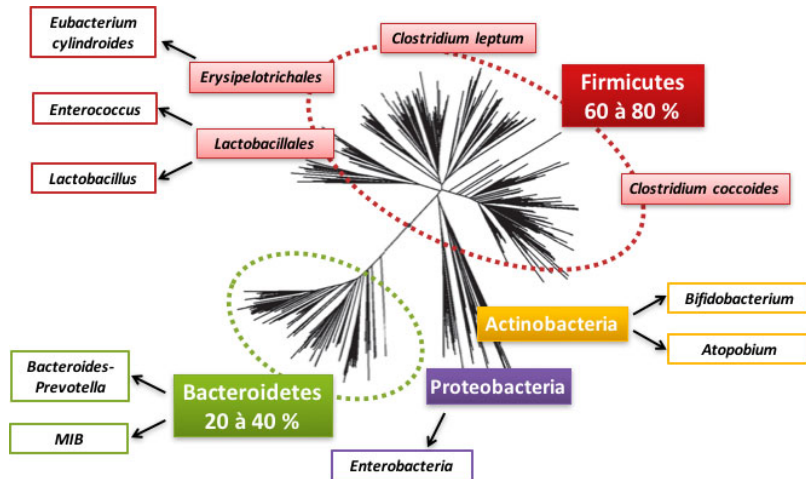 Eubacterium
cylindroides
Clostridium leptum
Erysipelotrichales
Firmicutes
60 à 80 %
Enterococcus
Lactobacillales
Lactobacillus
Clostridium coccoides
Bifidobacterium
Actinobacteria
Atopobium
Bacteroides-
Prevotella
Bacteroidetes
20 à 40 %
Proteobacteria
MIB
Enterobacteria